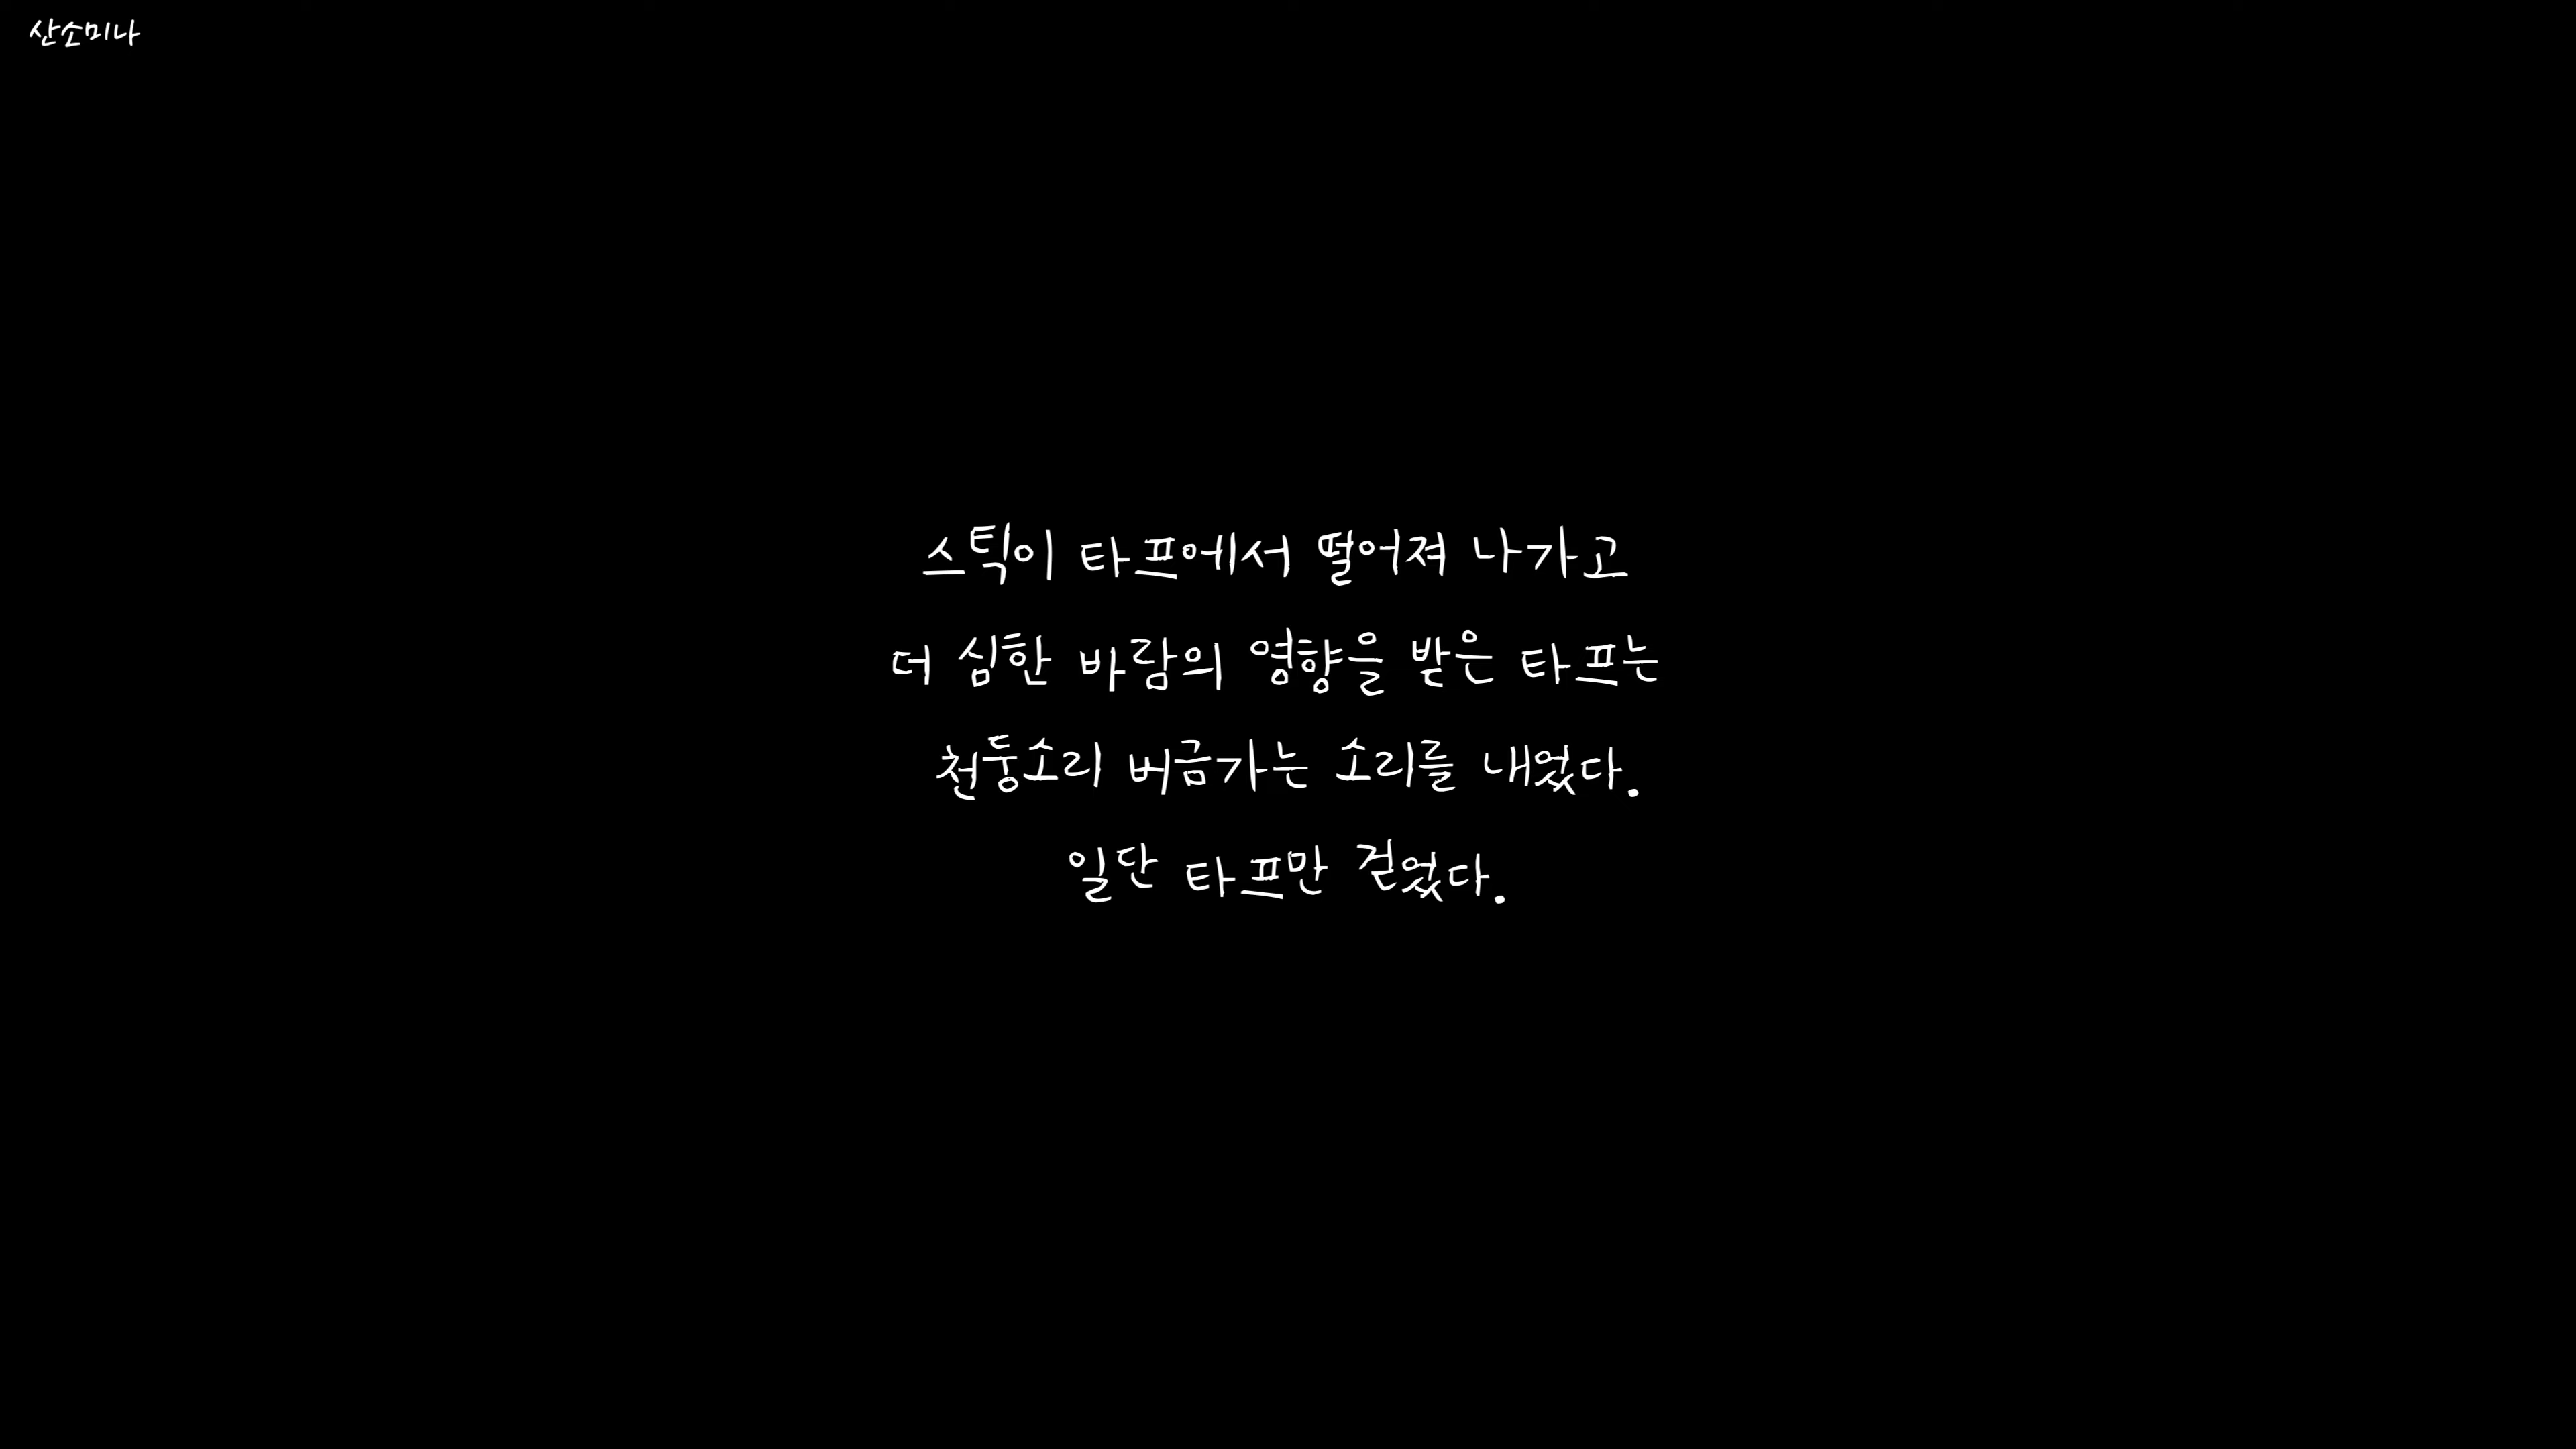 산소미나
스틱이 타프에서 떨어져 나가고
더 심한 바람의 영향을 받은 타프는
천둥소리 버금가는 소리를 내었다.
일단 타프만 걷었다.